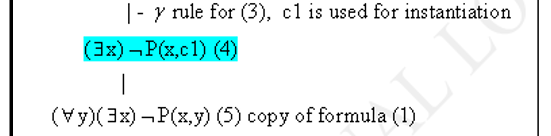 |- γ rule for (3), c1 is used for instantiation
(∃x)¬P(x,c1) (4)
|
(∀y)(∃x)¬P(x,y) (5) copy of formula (1)